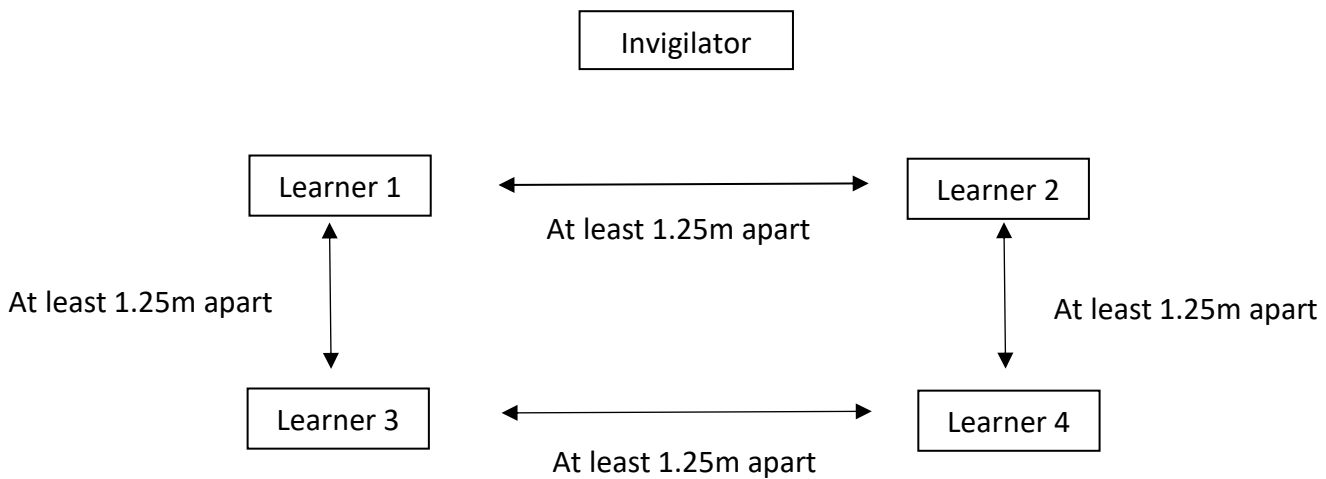 Invigilator
Learner 1
Learner 2
At least 1.25m apart
At least 1.25m apart
At least 1.25m apart
Learner 3
Learner 4
At least 1.25m apart